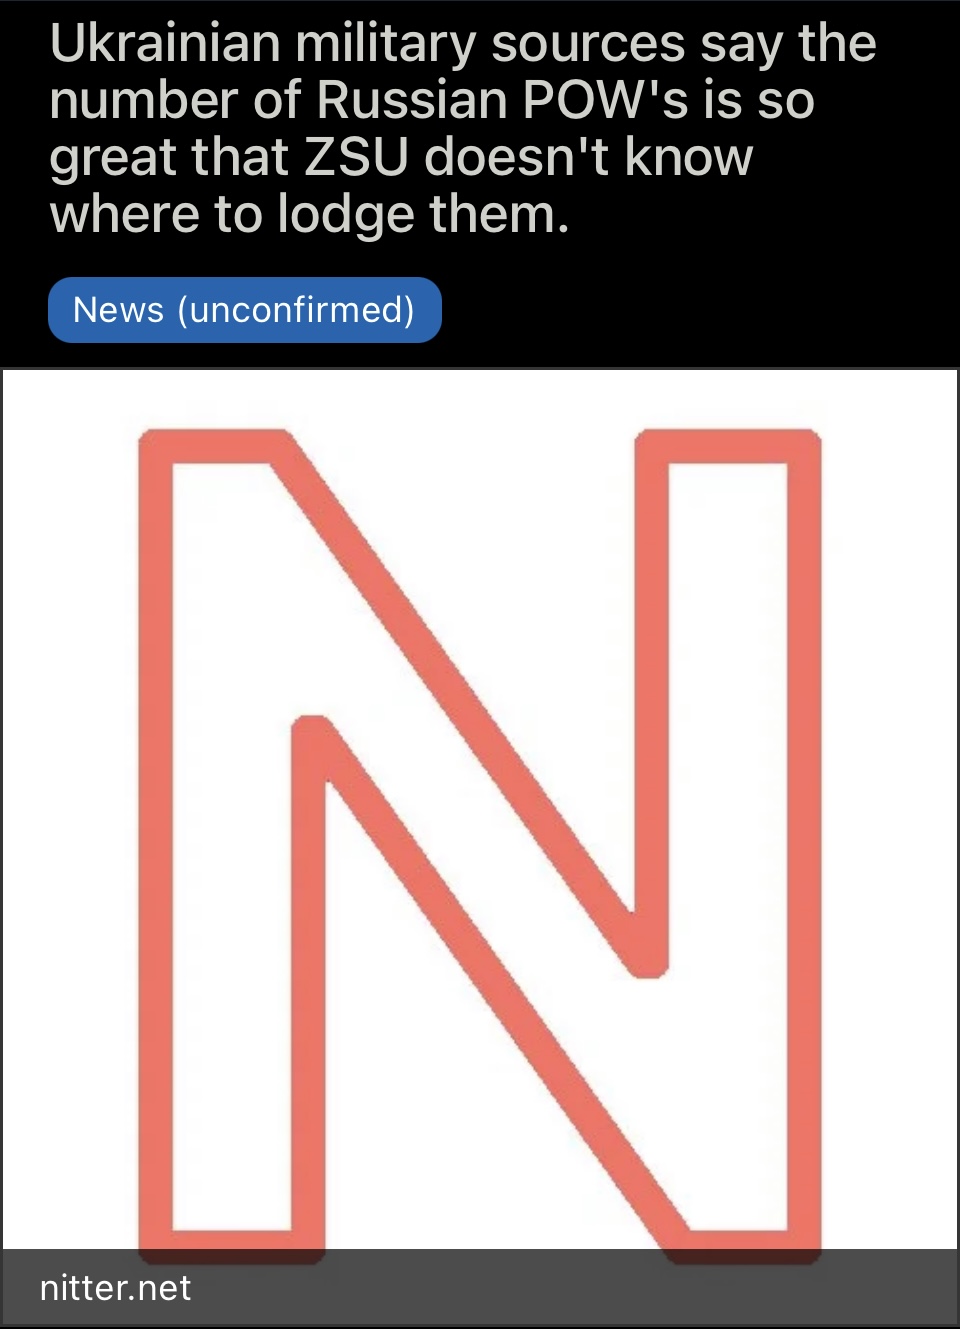 Ukrainian military sources say the
number of Russian POW's is so
great that ZSU doesn't know
where to lodge them.
News (unconfirmed)
N
nitter.net